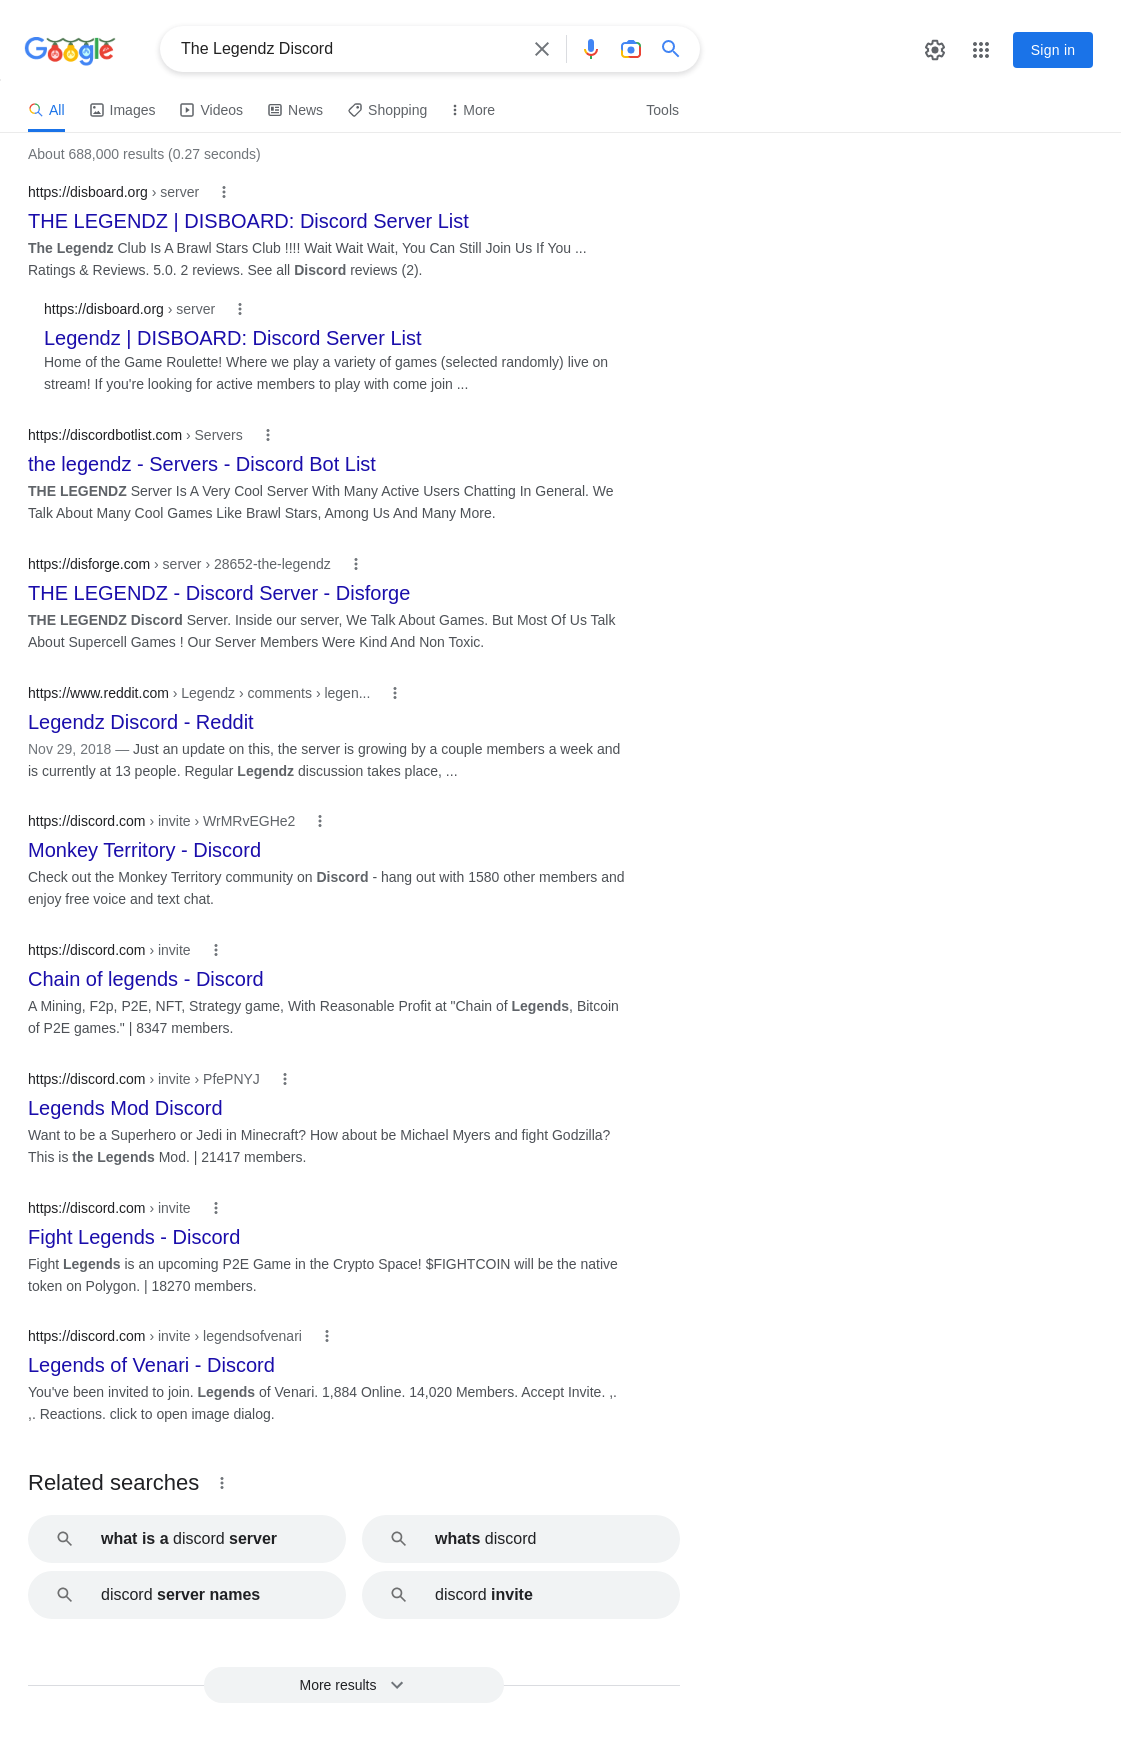 Google
The Legendz Discord
Sign in
All
Images
Videos
News
Shopping
More
Tools
About 688,000 results (0.27 seconds)
https://disboard.org › server
THE LEGENDZ | DISBOARD: Discord Server List
The Legendz Club Is A Brawl Stars Club !!!! Wait Wait Wait, You Can Still Join Us If You ...
Ratings & Reviews. 5.0. 2 reviews. See all Discord reviews (2).
https://disboard.org › server
Legendz | DISBOARD: Discord Server List
Home of the Game Roulette! Where we play a variety of games (selected randomly) live on
stream! If you're looking for active members to play with come join ...
https://discordbotlist.com › Servers
the legendz - Servers - Discord Bot List
THE LEGENDZ Server Is A Very Cool Server With Many Active Users Chatting In General. We
Talk About Many Cool Games Like Brawl Stars, Among Us And Many More.
https://disforge.com › server › 28652-the-legendz
THE LEGENDZ - Discord Server - Disforge
THE LEGENDZ Discord Server. Inside our server, We Talk About Games. But Most Of Us Talk
About Supercell Games ! Our Server Members Were Kind And Non Toxic.
https://www.reddit.com › Legendz › comments › legen...
Legendz Discord - Reddit
Nov 29, 2018 — Just an update on this, the server is growing by a couple members a week and
is currently at 13 people. Regular Legendz discussion takes place, ...
https://discord.com › invite › WrMRvEGHe2
Monkey Territory - Discord
Check out the Monkey Territory community on Discord - hang out with 1580 other members and
enjoy free voice and text chat.
https://discord.com › invite
Chain of legends - Discord
A Mining, F2p, P2E, NFT, Strategy game, With Reasonable Profit at "Chain of Legends, Bitcoin
of P2E games." | 8347 members.
https://discord.com › invite › PfePNYJ
Legends Mod Discord
Want to be a Superhero or Jedi in Minecraft? How about be Michael Myers and fight Godzilla?
This is the Legends Mod. | 21417 members.
https://discord.com › invite
Fight Legends - Discord
Fight Legends is an upcoming P2E Game in the Crypto Space! $FIGHTCOIN will be the native
token on Polygon. | 18270 members.
https://discord.com › invite › legendsofvenari
Legends of Venari - Discord
You've been invited to join. Legends of Venari. 1,884 Online. 14,020 Members. Accept Invite. ,.
,. Reactions. click to open image dialog.
Related searches
what is a discord server
whats discord
discord server names
discord invite
More results